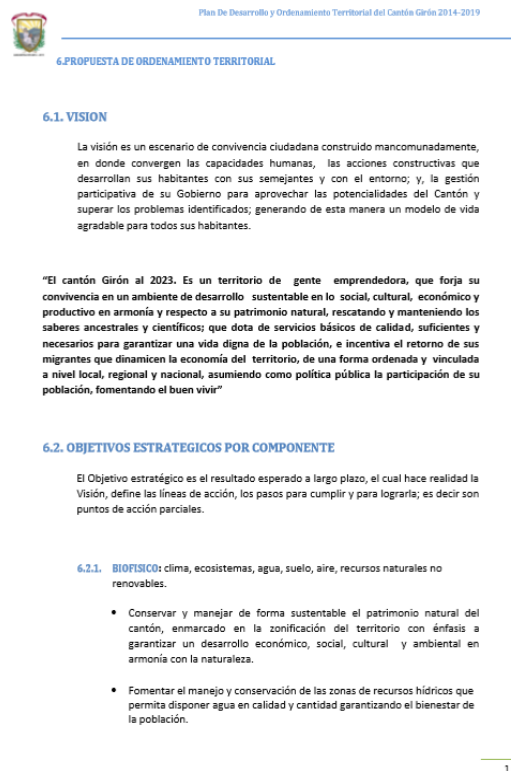 Plan De Desarrollo y Ordenamiento Territorial del Cantón Girón 2014-2019
6.PROPUESTA DE ORDENAMIENTO TERRITORIAL
6.1. VISION
La visión es un escenario de convivencia ciudadana construido mancomunadamente,
en donde convergen las capacidades humanas, las acciones constructivas que
desarrollan sus habitantes con sus semejantes y con el entorno; y, la gestión
participativa de su Gobierno para aprovechar las potencialidades del Cantón y
superar los problemas identificados; generando de esta manera un modelo de vida
agradable para todos sus habitantes.
“El cantón Girón al 2023. Es un territorio de gente emprendedora, que forja su
convivencia en un ambiente de desarrollo sustentable en lo social, cultural, económico y
productivo en armonía y respecto a su patrimonio natural, rescatando y manteniendo los
saberes ancestrales y científicos; que dota de servicios básicos de calidad, suficientes y
necesarios para garantizar una vida digna de la población, e incentiva el retorno de sus
migrantes que dinamicen la economía del territorio, de una forma ordenada y vinculada
a nivel local, regional y nacional, asumiendo como política pública la participación de su
población, fomentando el buen vivir”
6.2. OBJETIVOS ESTRATEGICOS POR COMPONENTE
El Objetivo estratégico es el resultado esperado a largo plazo, el cual hace realidad la
Visión, define las líneas de acción, los pasos para cumplir y para lograrla; es decir son
puntos de acción parciales.
6.2.1. BIOFISICO: clima, ecosistemas, agua, suelo, aire, recursos naturales no
renovables.
• Conservar y manejar de forma sustentable el patrimonio natural del
cantón, enmarcado en la zonificación del territorio con énfasis a
garantizar un desarrollo económico, social, cultural y ambiental en
armonía con la naturaleza.
• Fomentar el manejo y conservación de las zonas de recursos hídricos que
permita disponer agua en calidad y cantidad garantizando el bienestar de
la población.
1